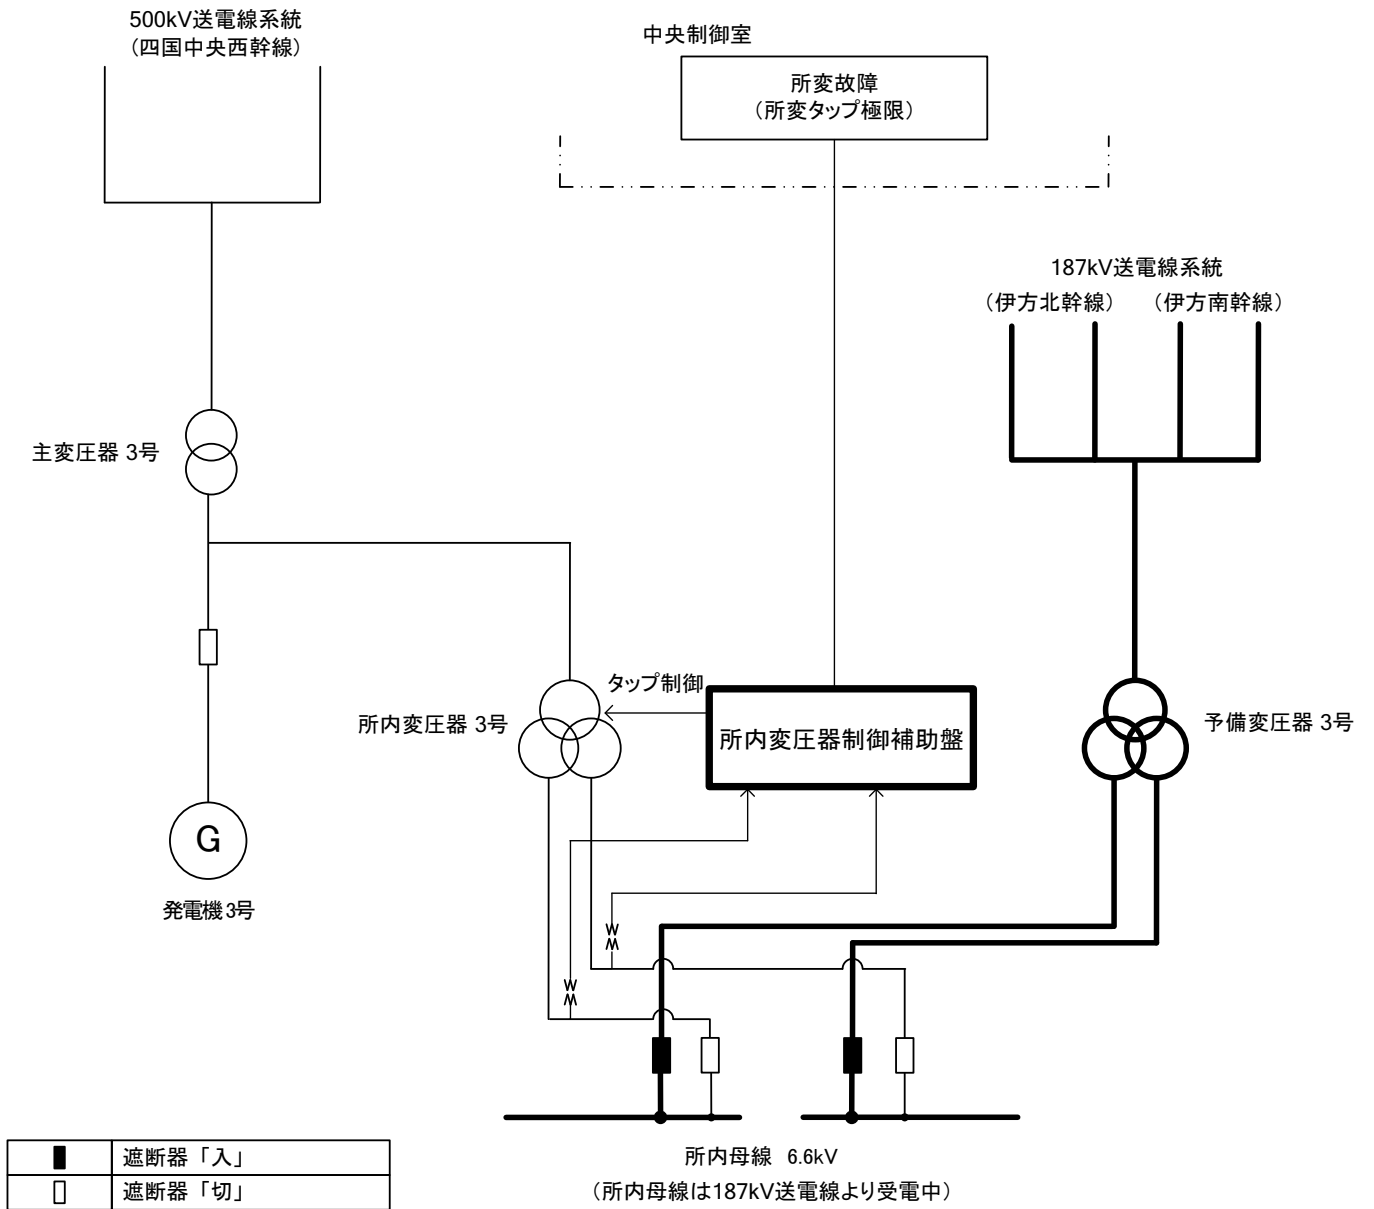 500kV送電線系統
（四国中央西幹線）
中央制御室
所変故障
（所変タップ極限）
187kV送電線系統
（伊方北幹線）
（伊方南幹線）
主変圧器 3号
タップ制御
所内変圧器 3号
所内変圧器制御補助盤
予備変圧器 3号
G
発電機3号
所内母線 6.6kV
（所内母線は187kV送電線より受電中）
遮断器「入」
遮断器「切」